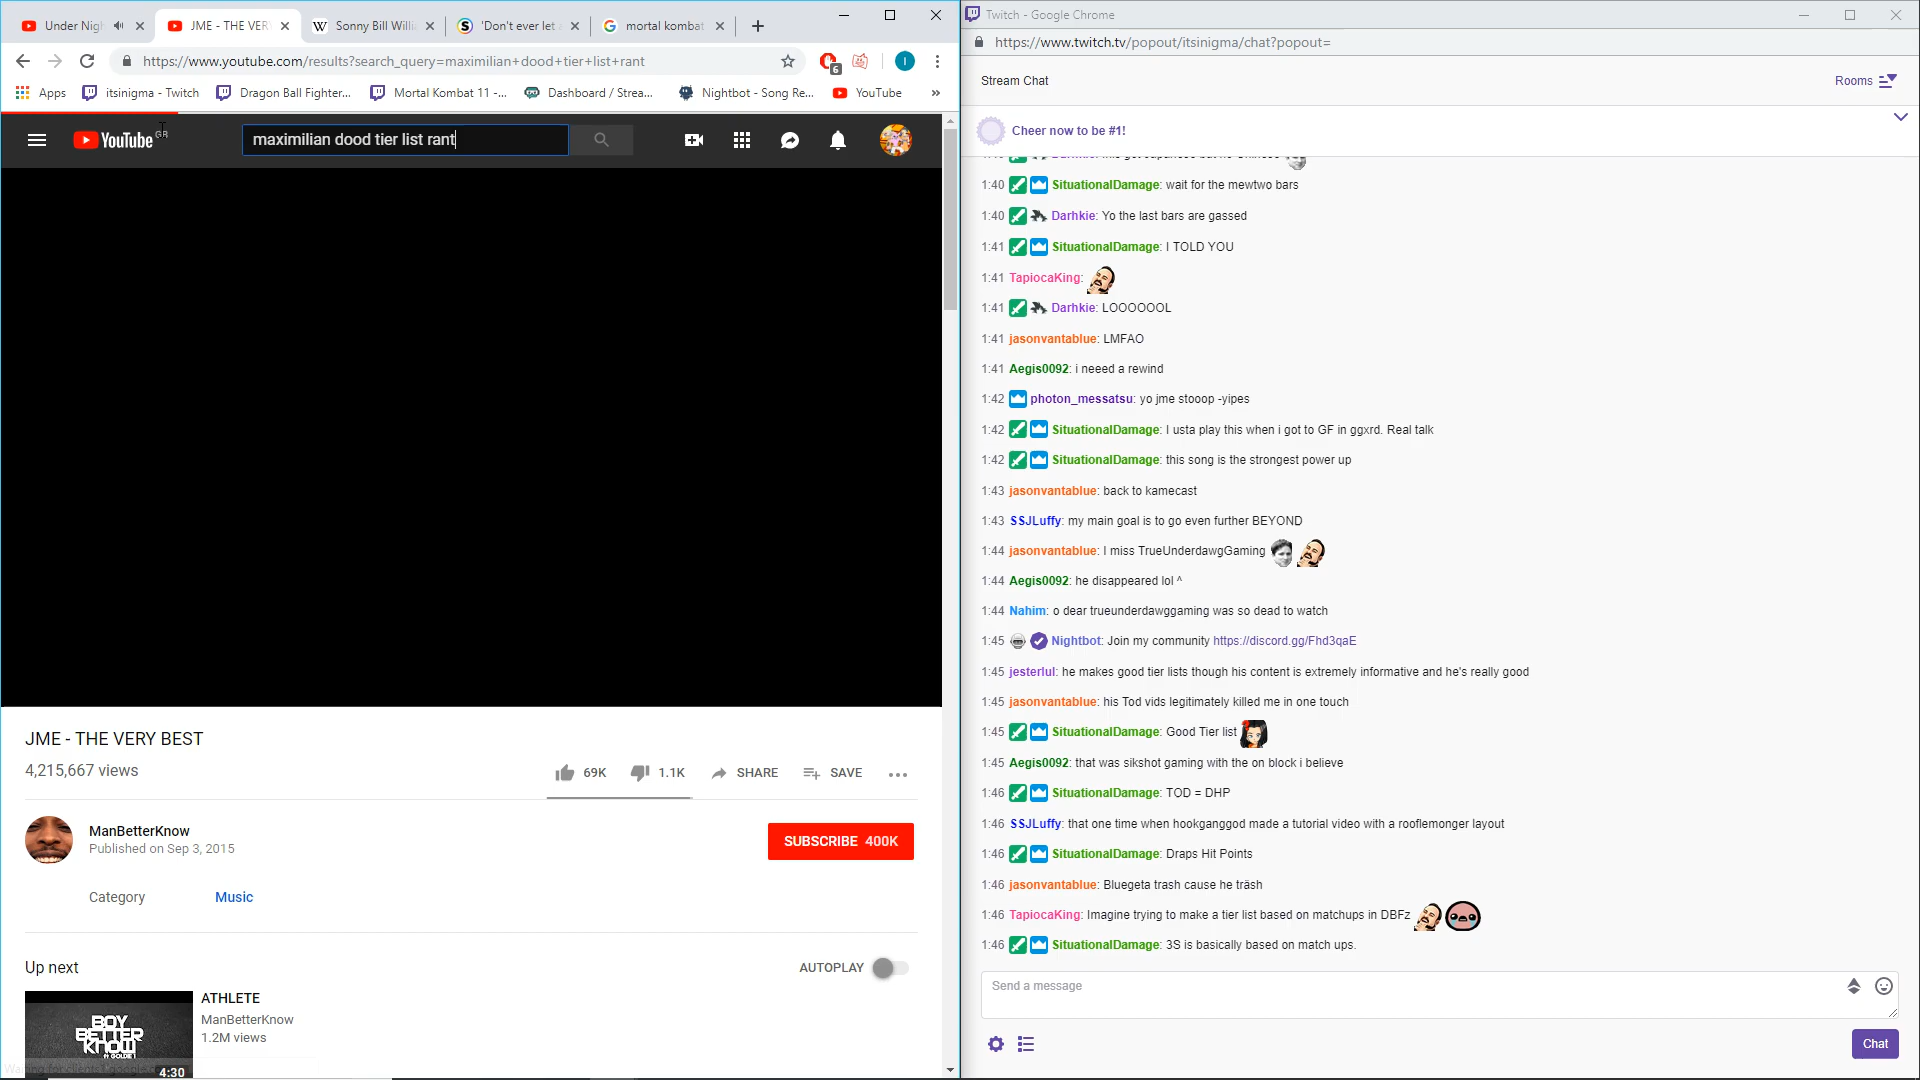 Under Nigh
JME - THE VER
Sonny Bill Willi
'Don't ever let
mortal kombat
https://www.youtube.com/results?search_query=maximilian+dood+tier+list+rant
6
I
Apps
itsinigma - Twitch
Dragon Ball Fighter...
Mortal Kombat 11 -...
Dashboard / Strea...
Nightbot - Song Re...
YouTube
»
YouTube GR
maximilian dood tier list rant
JME - THE VERY BEST
4,215,667 views
69K
1.1K
SHARE
SAVE
ManBetterKnow
Published on Sep 3, 2015
SUBSCRIBE 400K
Category
Music
Up next
AUTOPLAY
BOY
BETTER
KNOW
ATHLETE
ManBetterKnow
1.2M views
4:30
Twitch - Google Chrome
https://www.twitch.tv/popout/itsinigma/chat?popout=
Stream Chat
Rooms
Cheer now to be #1!
1:40 SituationalDamage: wait for the mewtwo bars
1:40 Darhkie: Yo the last bars are gassed
1:41 SituationalDamage: I TOLD YOU
1:41 TapiocaKing:
1:41 Darhkie: LOOOOOOL
1:41 jasonvantablue: LMFAO
1:41 Aegis0092: i neeed a rewind
1:42 photon_messatsu: yo jme stooop -yipes
1:42 SituationalDamage: I usta play this when i got to GF in ggxrd. Real talk
1:42 SituationalDamage: this song is the strongest power up
1:43 jasonvantablue: back to kamecast
1:43 SSJLuffy: my main goal is to go even further BEYOND
1:44 jasonvantablue: I miss TrueUnderdawgGaming
1:44 Aegis0092: he disappeared lol ^
1:44 Nahim: o dear trueunderdawggaming was so dead to watch
1:45 Nightbot: Join my community https://discord.gg/Fhd3qaE
1:45 jesterlul: he makes good tier lists though his content is extremely informative and he's really good
1:45 jasonvantablue: his Tod vids legitimately killed me in one touch
1:45 SituationalDamage: Good Tier list
1:45 Aegis0092: that was sikshot gaming with the on block i believe
1:46 SituationalDamage: TOD = DHP
1:46 SSJLuffy: that one time when hookganggod made a tutorial video with a rooflemonger layout
1:46 SituationalDamage: Draps Hit Points
1:46 jasonvantablue: Bluegeta trash cause he träsh
1:46 TapiocaKing: Imagine trying to make a tier list based on matchups in DBFz
1:46 SituationalDamage: 3S is basically based on match ups.
Send a message
Chat